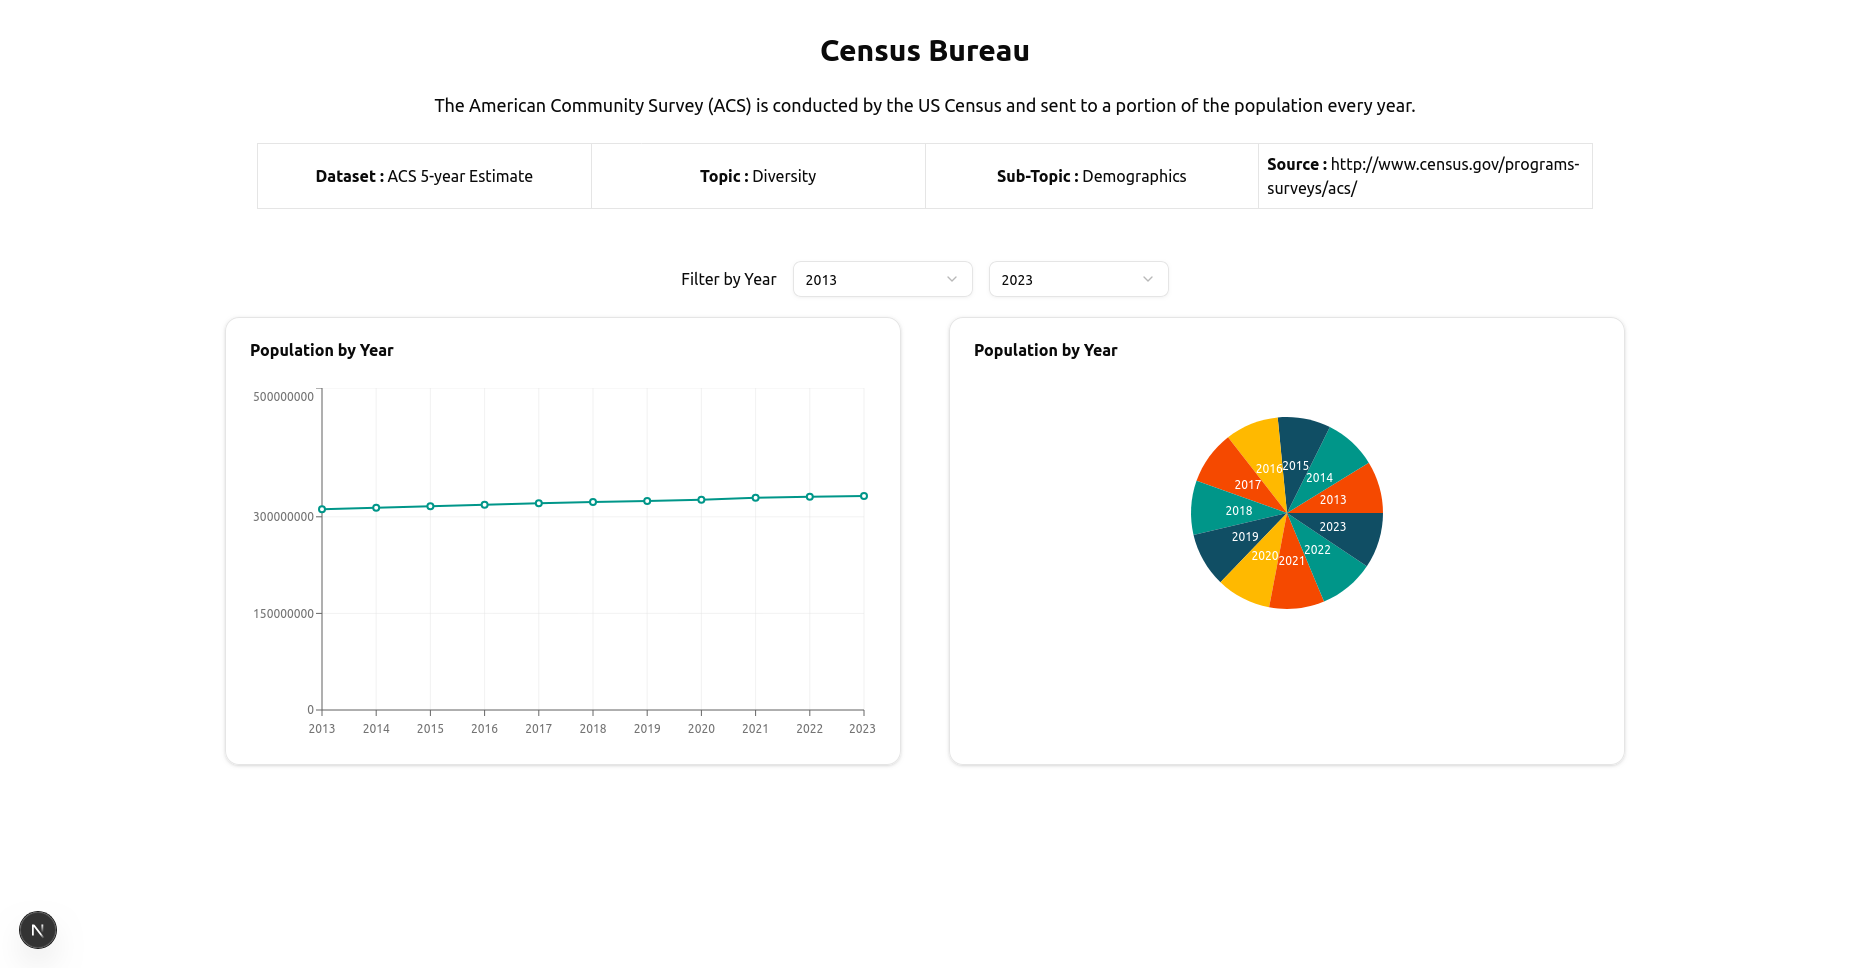 Census Bureau
The American Community Survey (ACS) is conducted by the US Census and sent to a portion of the population every year.
Dataset : ACS 5-year Estimate
Topic : Diversity
Sub-Topic : Demographics
Source : http://www.census.gov/programs-
surveys/acs/
Filter by Year
2013
2023
Population by Year
500000000
300000000
150000000
0
2013 2014 2015 2016 2017 2018 2019 2020 2021 2022 2023
Population by Year
2013
2014
2015
2016
2017
2018
2019
2020
2021
2022
2023
N